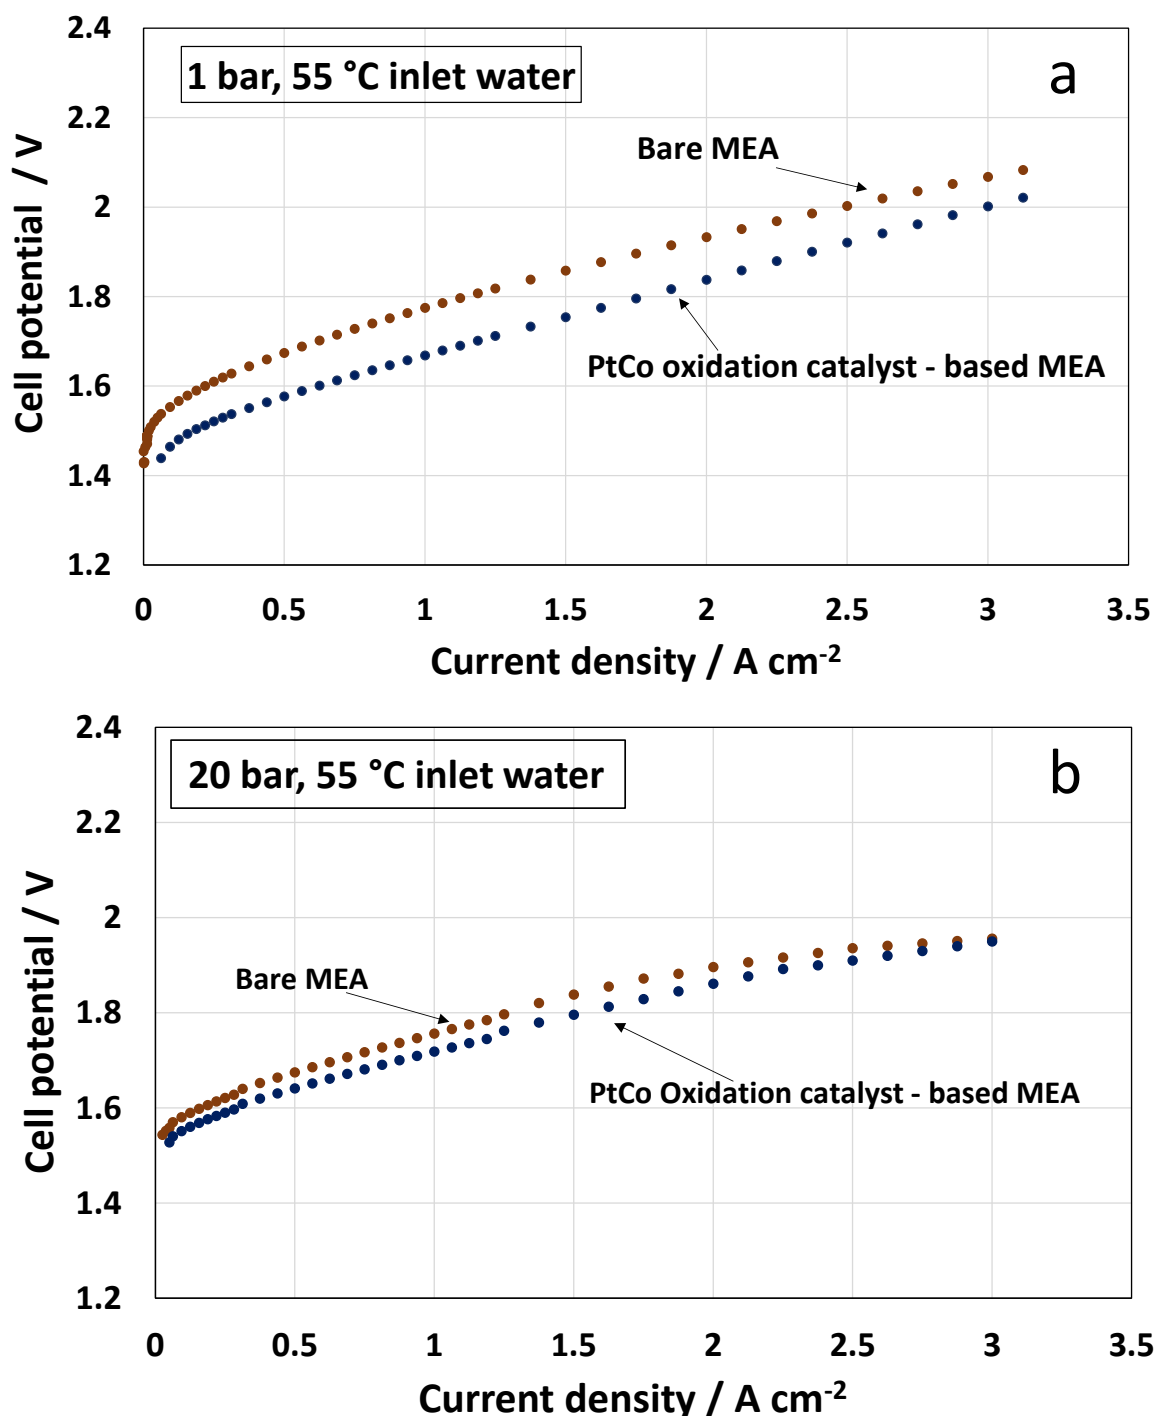 2.4
1 bar, 55 °C inlet water
a
2.2
Bare MEA
2
1.8
PtCo oxidation catalyst - based MEA
1.6
1.4
1.2
Cell potential / V
0 0.5 1 1.5 2 2.5 3 3.5
Current density / A cm-2
2.4
20 bar, 55 °C inlet water
b
2.2
2
Bare MEA
1.8
PtCo Oxidation catalyst - based MEA
1.6
1.4
1.2
Cell potential / V
0 0.5 1 1.5 2 2.5 3 3.5
Current density / A cm-2